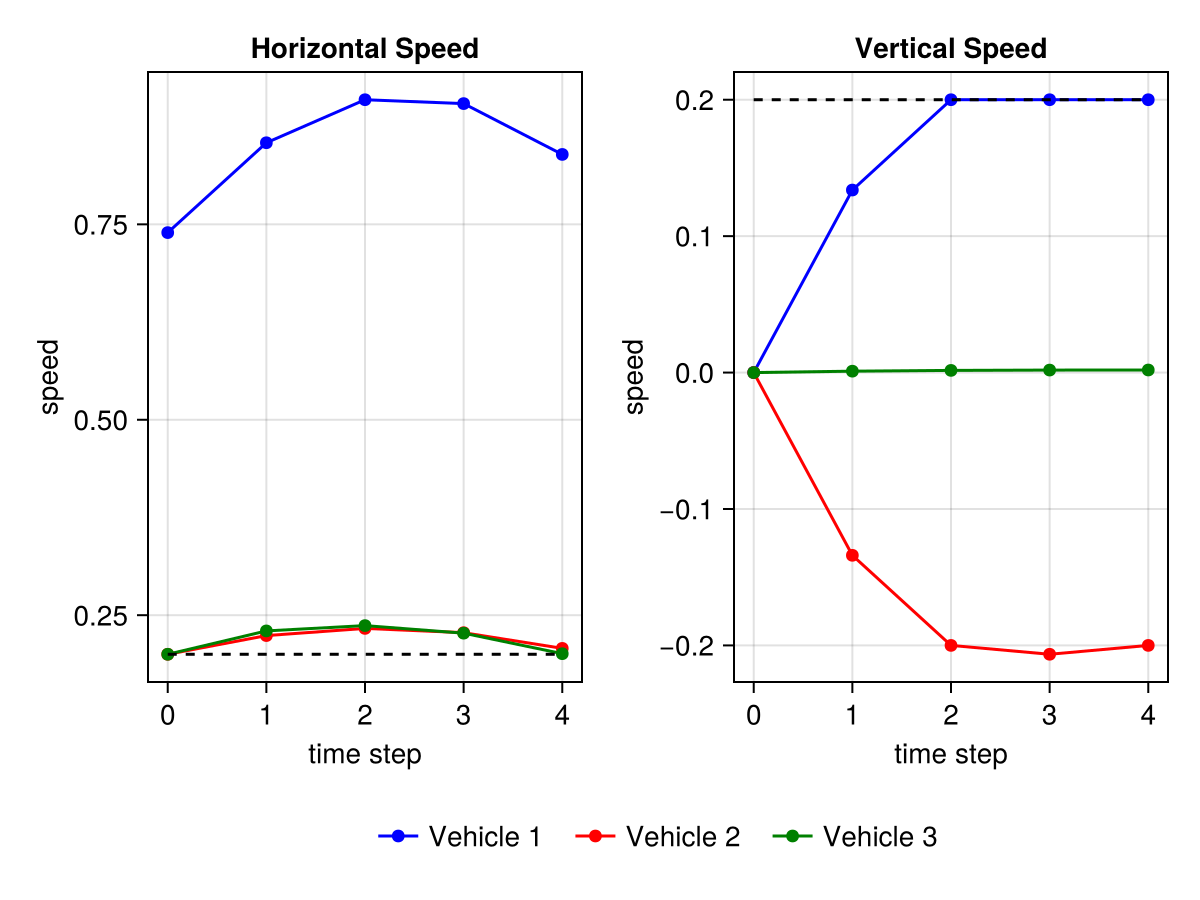 Horizontal Speed
speed
0.75
0.50
0.25
0 1 2 3 4
time step
Vertical Speed
speed
0.2
0.1
0.0
−0.1
−0.2
0 1 2 3 4
time step
Vehicle 1 Vehicle 2 Vehicle 3